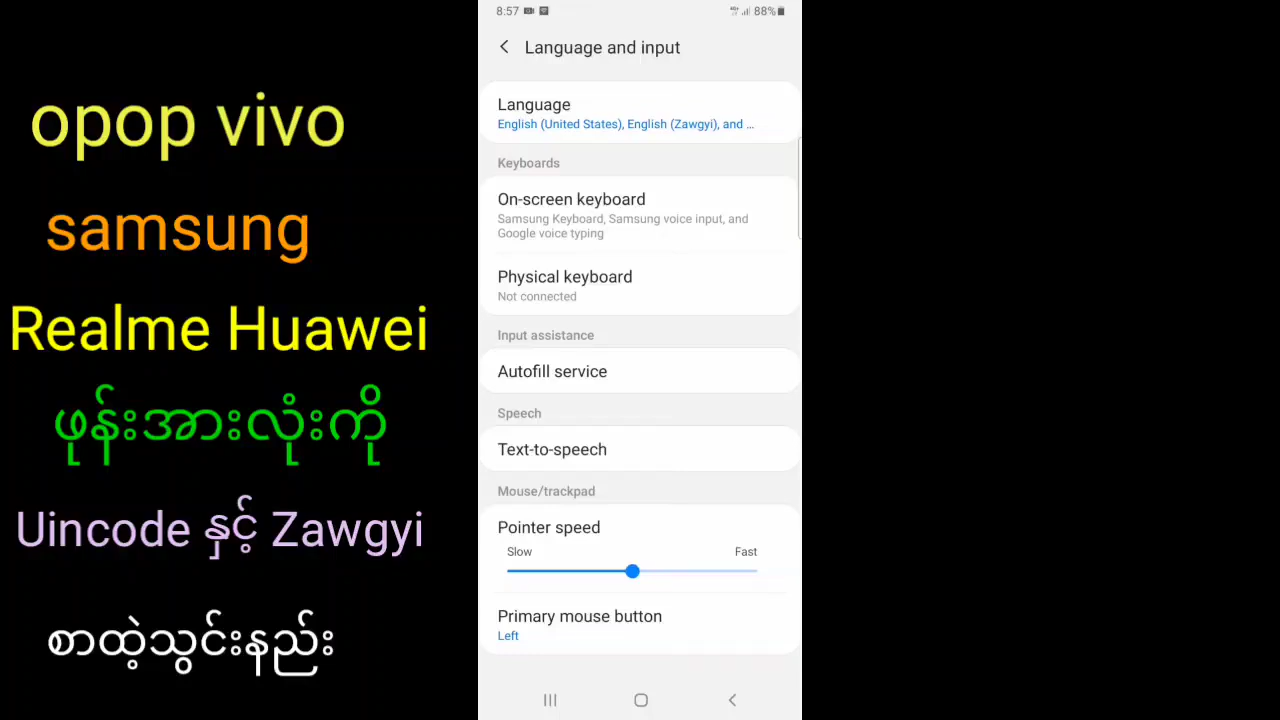 opop vivo
samsung
Realme Huawei
ဖုန်းအားလုံးကို
Uincode နှင့် Zawgyi
စာထဲ့သွင်းနည်း
8:57
88%
Language and input
Language
English (United States), English (Zawgyi), and ...
Keyboards
On-screen keyboard
Samsung Keyboard, Samsung voice input, and
Google voice typing
Physical keyboard
Not connected
Input assistance
Autofill service
Speech
Text-to-speech
Mouse/trackpad
Pointer speed
Slow Fast
Primary mouse button
Left